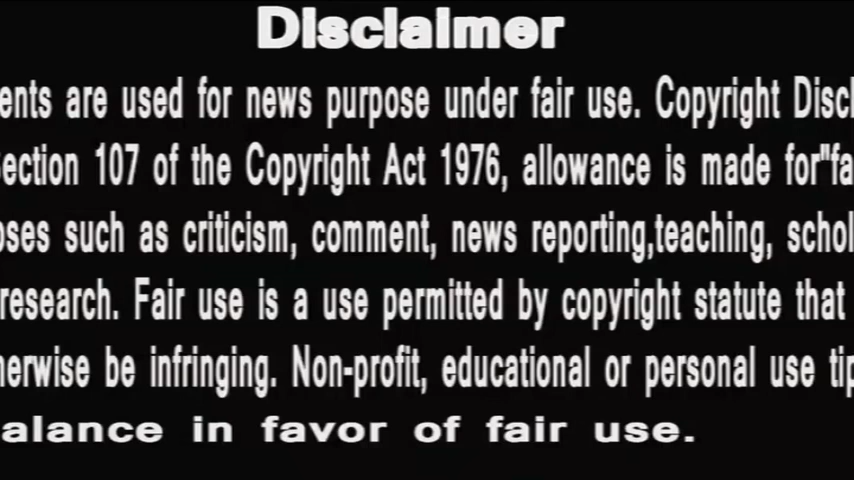 Disclaimer
ents are used for news purpose under fair use. Copyright Discl
ection 107 of the Copyright Act 1976, allowance is made for"fa
oses such as criticism, comment, news reporting,teaching, schol
research. Fair use is a use permitted by copyright statute that
herwise be infringing. Non-profit, educational or personal use tip
alance in favor of fair use.